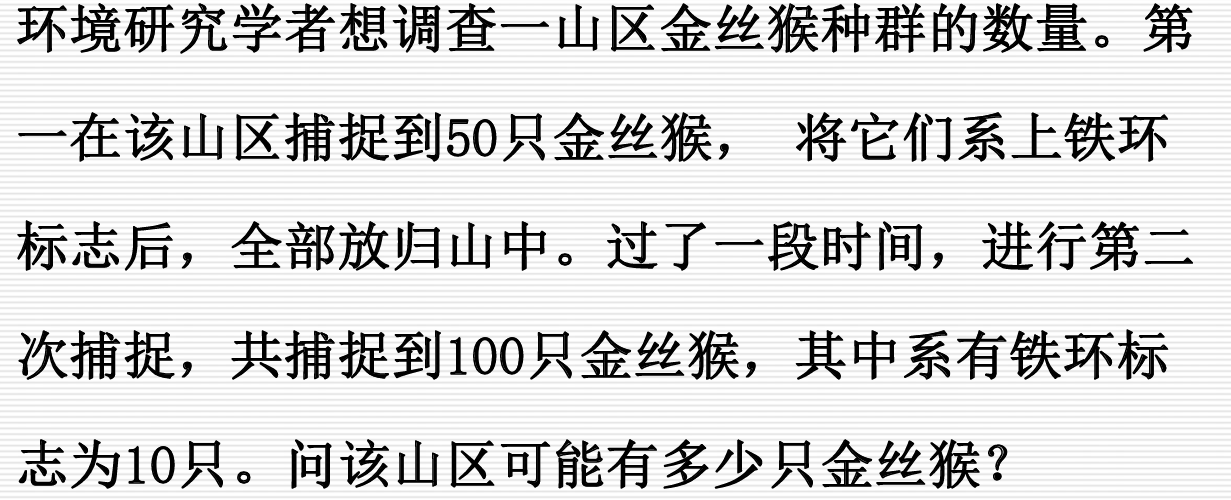 环境研究学者想调查一山区金丝猴种群的数量。第
一在该山区捕捉到50只金丝猴， 将它们系上铁环
标志后，全部放归山中。过了一段时间，进行第二
次捕捉，共捕捉到100只金丝猴，其中系有铁环标
志为10只。问该山区可能有多少只金丝猴？